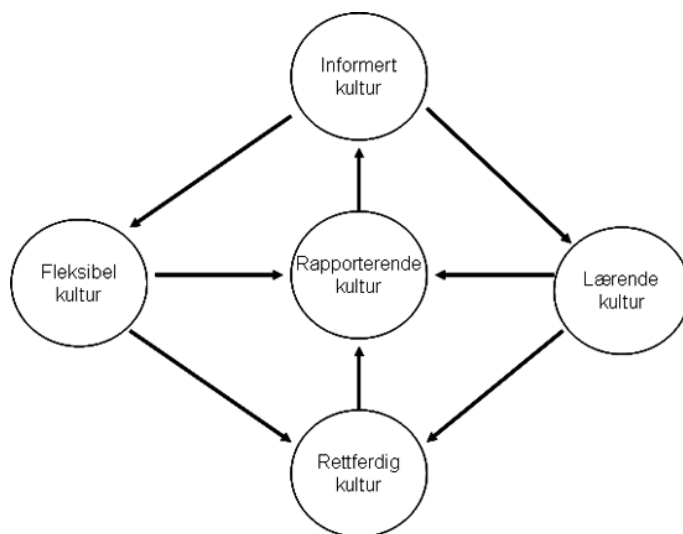 Informert
kultur
Fleksibel
kultur
Rapporterende
kultur
Lærende
kultur
Rettferdig
kultur